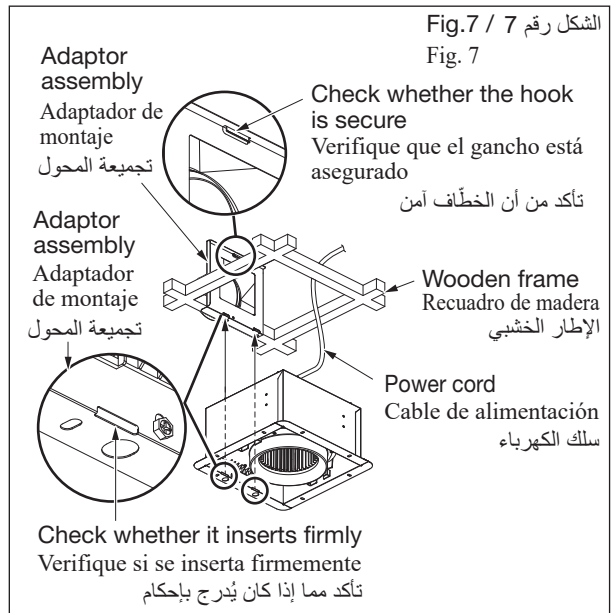 الشكل رقم 7 / Fig.7
Fig. 7
Adaptor
assembly
Adaptador de
montaje
تجميعة المحول
Check whether the hook
is secure
Verifique que el gancho está
asegurado
تأكد من أن الخطّاف آمن
Adaptor
assembly
Adaptador
de montaje
تجميعة المحول
Wooden frame
Recuadro de madera
الإطار الخشبي
Power cord
Cable de alimentación
سلك الكهرباء
Check whether it inserts firmly
Verifique si se inserta firmemente
تأكد مما إذا كان يُدرج بإحكام